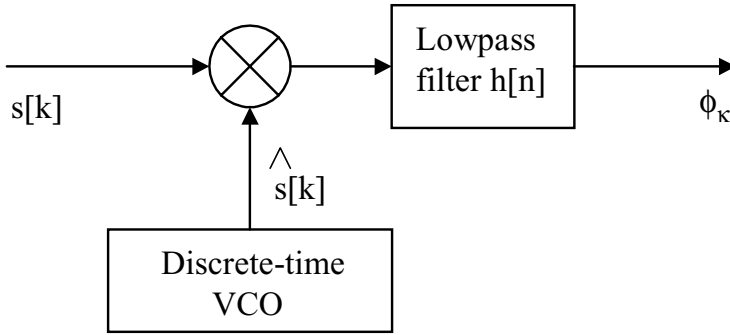 Lowpass
filter h[n]
s[k]
ϕκ
^
s[k]
Discrete-time
VCO